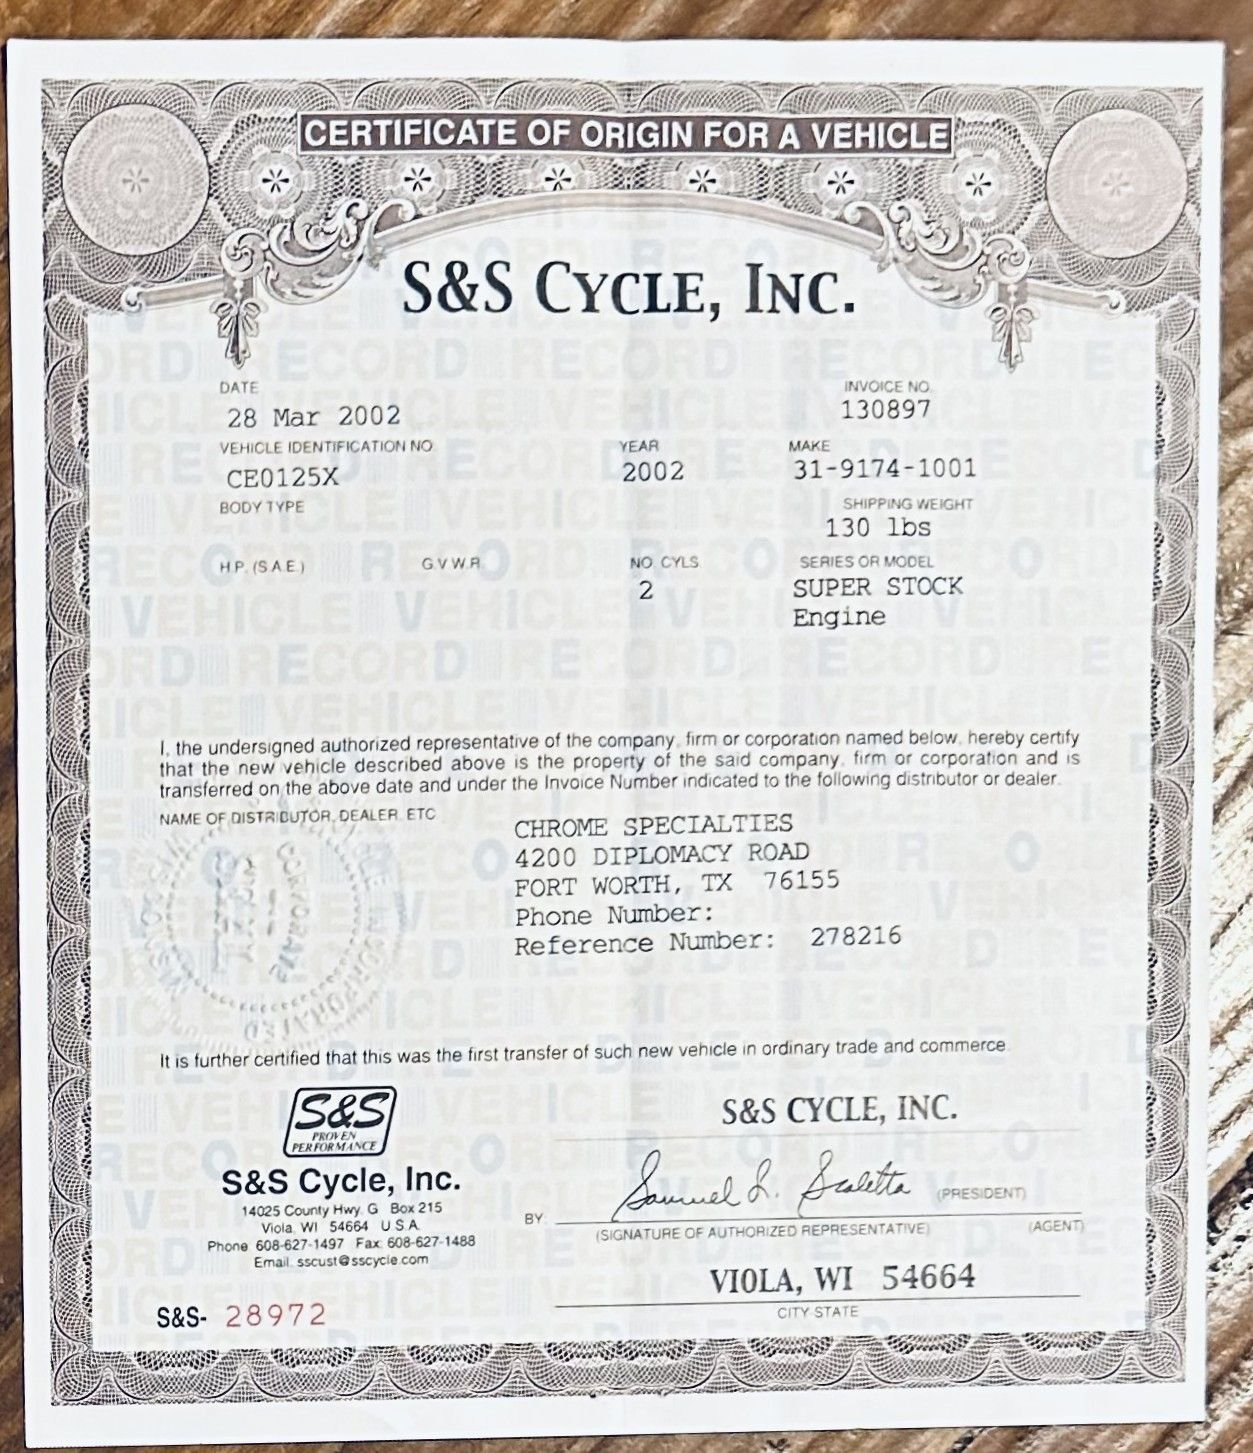 CERTIFICATE OF ORIGIN FOR A VEHICLE
S&S CYCLE, INC.
DATE
28 Mar 2002
INVOICE NO.
130897
VEHICLE IDENTIFICATION NO.
CE0125X
YEAR
2002
MAKE
31-9174-1001
BODY TYPE
SHIPPING WEIGHT
130 lbs
H.P. (S.A.E.)
G.V.W.R.
NO. CYLS.
2
SERIES OR MODEL
SUPER STOCK
Engine
I, the undersigned authorized representative of the company, firm or corporation named below, hereby certify
that the new vehicle described above is the property of the said company, firm or corporation and is
transferred on the above date and under the Invoice Number indicated to the following distributor or dealer.
NAME OF DISTRIBUTOR, DEALER, ETC.
CHROME SPECIALTIES
4200 DIPLOMACY ROAD
FORT WORTH, TX 76155
Phone Number:
Reference Number: 278216
It is further certified that this was the first transfer of such new vehicle in ordinary trade and commerce.
S&S
PROVEN
PERFORMANCE
S&S Cycle, Inc.
14025 County Hwy. G Box 215
Viola, WI 54664 U.S.A.
Phone 608-627-1497 Fax 608-627-1488
Email: sscust@sscycle.com
S&S- 28972
S&S CYCLE, INC.
BY: Samuel J. Scaletta (PRESIDENT)
(SIGNATURE OF AUTHORIZED REPRESENTATIVE) (AGENT)
VIOLA, WI 54664
CITY-STATE